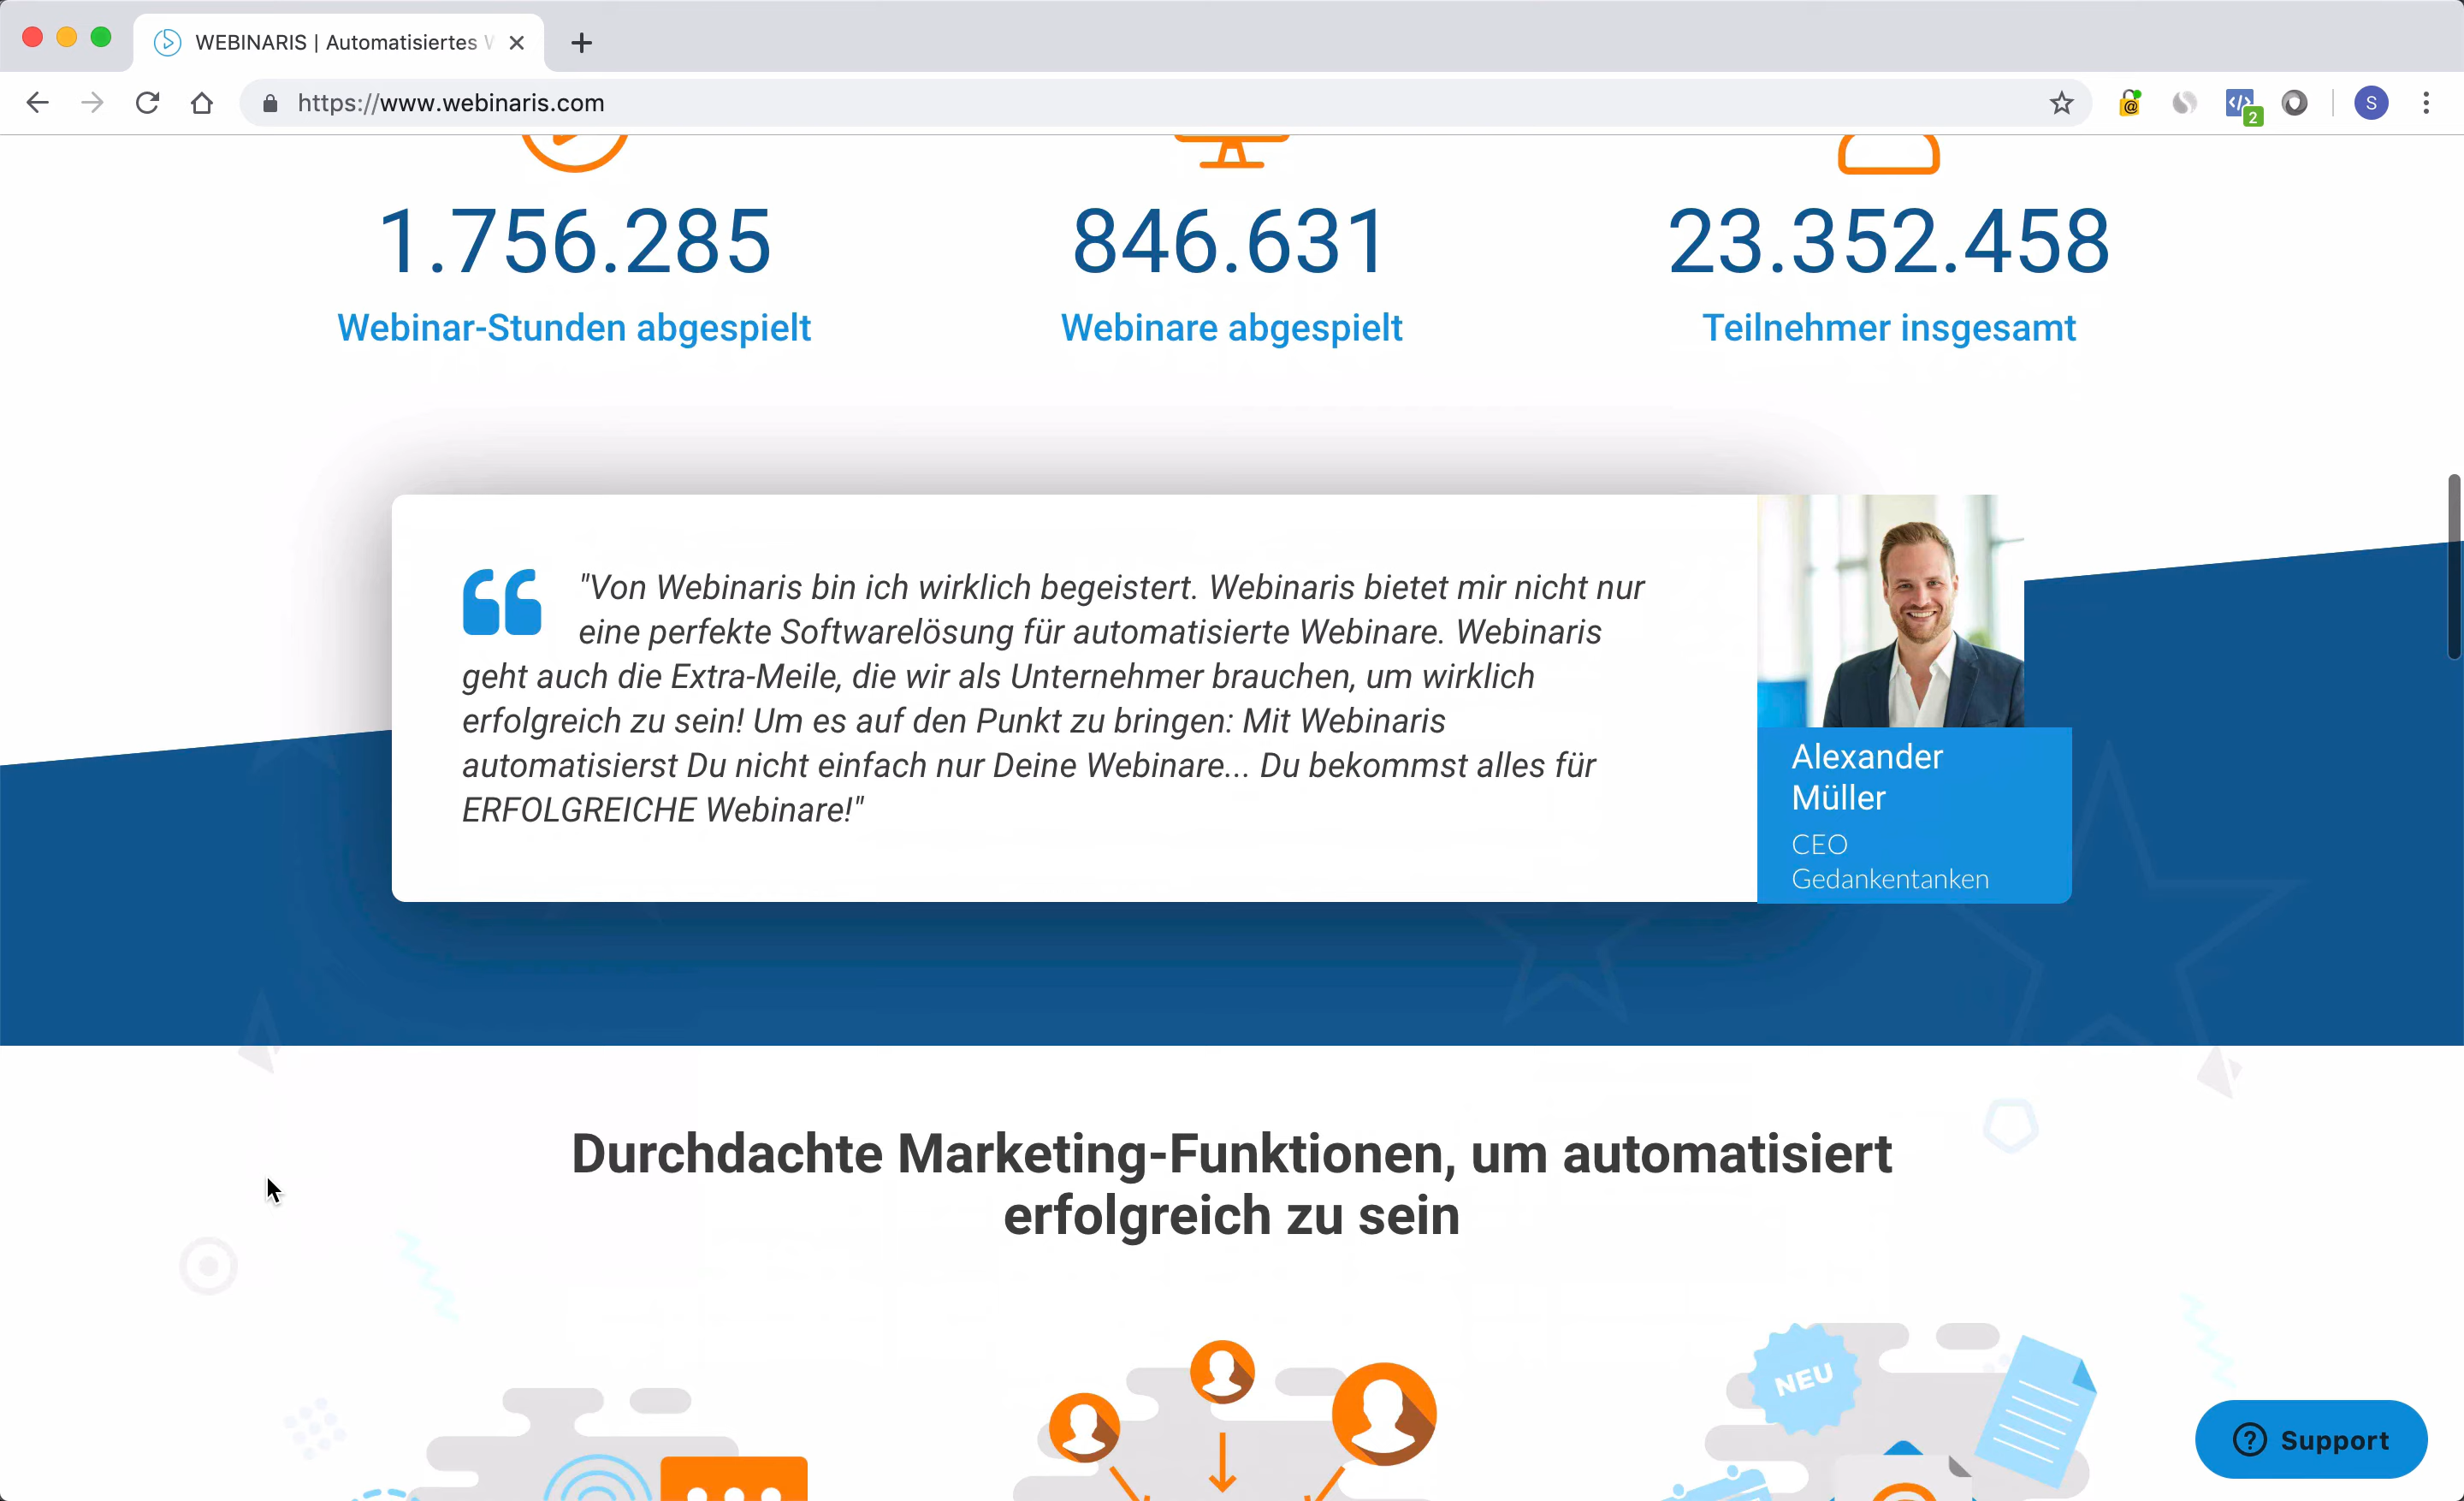 WEBINARIS | Automatisiertes
https://www.webinaris.com
2
S
1.756.285
Webinar-Stunden abgespielt
846.631
Webinare abgespielt
23.352.458
Teilnehmer insgesamt
"Von Webinaris bin ich wirklich begeistert. Webinaris bietet mir nicht nur
eine perfekte Softwarelösung für automatisierte Webinare. Webinaris
geht auch die Extra-Meile, die wir als Unternehmer brauchen, um wirklich
erfolgreich zu sein! Um es auf den Punkt zu bringen: Mit Webinaris
automatisierst Du nicht einfach nur Deine Webinare... Du bekommst alles für
ERFOLGREICHE Webinare!"
Alexander
Müller
CEO
Gedankentanken
Durchdachte Marketing-Funktionen, um automatisiert
erfolgreich zu sein
NEU
Support